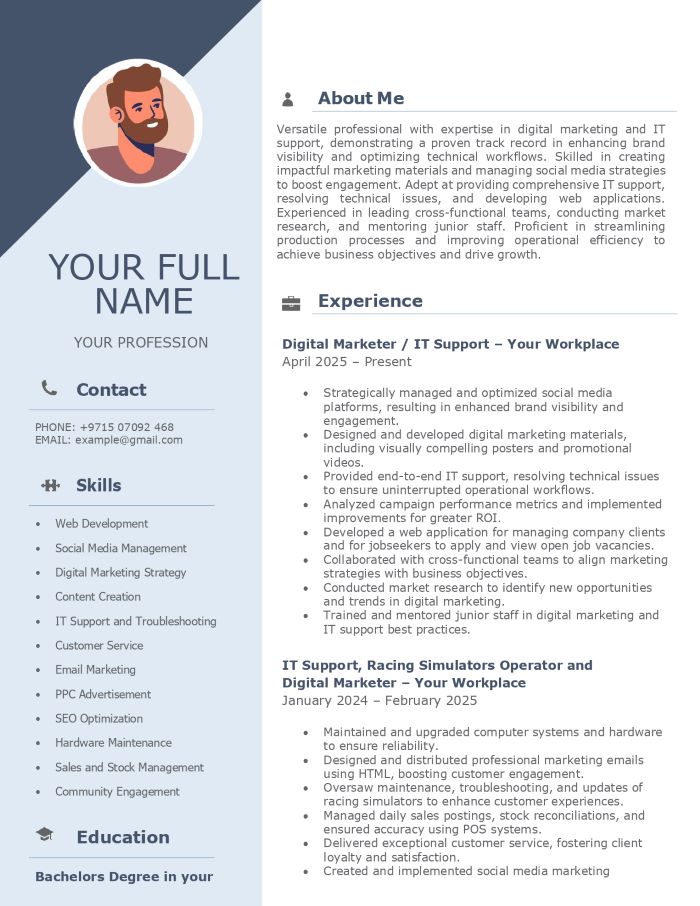 YOUR FULL
NAME
YOUR PROFESSION
Contact
PHONE: +9715 07092 468
EMAIL: example@gmail.com
Skills
• Web Development
• Social Media Management
• Digital Marketing Strategy
• Content Creation
• IT Support and Troubleshooting
• Customer Service
• Email Marketing
• PPC Advertisement
• SEO Optimization
• Hardware Maintenance
• Sales and Stock Management
• Community Engagement
Education
Bachelors Degree in your
About Me
Versatile professional with expertise in digital marketing and IT
support, demonstrating a proven track record in enhancing brand
visibility and optimizing technical workflows. Skilled in creating
impactful marketing materials and managing social media strategies
to boost engagement. Adept at providing comprehensive IT support,
resolving technical issues, and developing web applications.
Experienced in leading cross-functional teams, conducting market
research, and mentoring junior staff. Proficient in streamlining
production processes and improving operational efficiency to
achieve business objectives and drive growth.
Experience
Digital Marketer / IT Support – Your Workplace
April 2025 – Present
• Strategically managed and optimized social media
platforms, resulting in enhanced brand visibility and
engagement.
• Designed and developed digital marketing materials,
including visually compelling posters and promotional
videos.
• Provided end-to-end IT support, resolving technical issues
to ensure uninterrupted operational workflows.
• Analyzed campaign performance metrics and implemented
improvements for greater ROI.
• Developed a web application for managing company clients
and for jobseekers to apply and view open job vacancies.
• Collaborated with cross-functional teams to align marketing
strategies with business objectives.
• Conducted market research to identify new opportunities
and trends in digital marketing.
• Trained and mentored junior staff in digital marketing and
IT support best practices.
IT Support, Racing Simulators Operator and
Digital Marketer – Your Workplace
January 2024 – February 2025
• Maintained and upgraded computer systems and hardware
to ensure reliability.
• Designed and distributed professional marketing emails
using HTML, boosting customer engagement.
• Oversaw maintenance, troubleshooting, and updates of
racing simulators to enhance customer experiences.
• Managed daily sales postings, stock reconciliations, and
ensured accuracy using POS systems.
• Delivered exceptional customer service, fostering client
loyalty and satisfaction.
• Created and implemented social media marketing